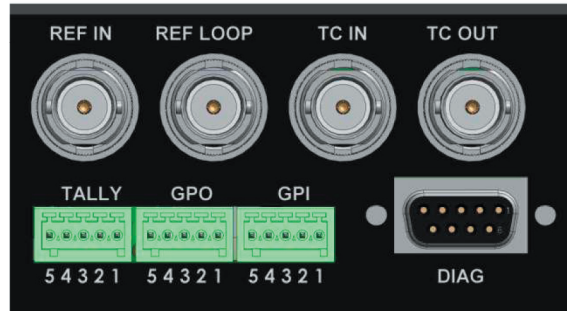 REF IN REF LOOP TC IN TC OUT
TALLY GPO GPI
5 4 3 2 1 5 4 3 2 1 5 4 3 2 1
DIAG